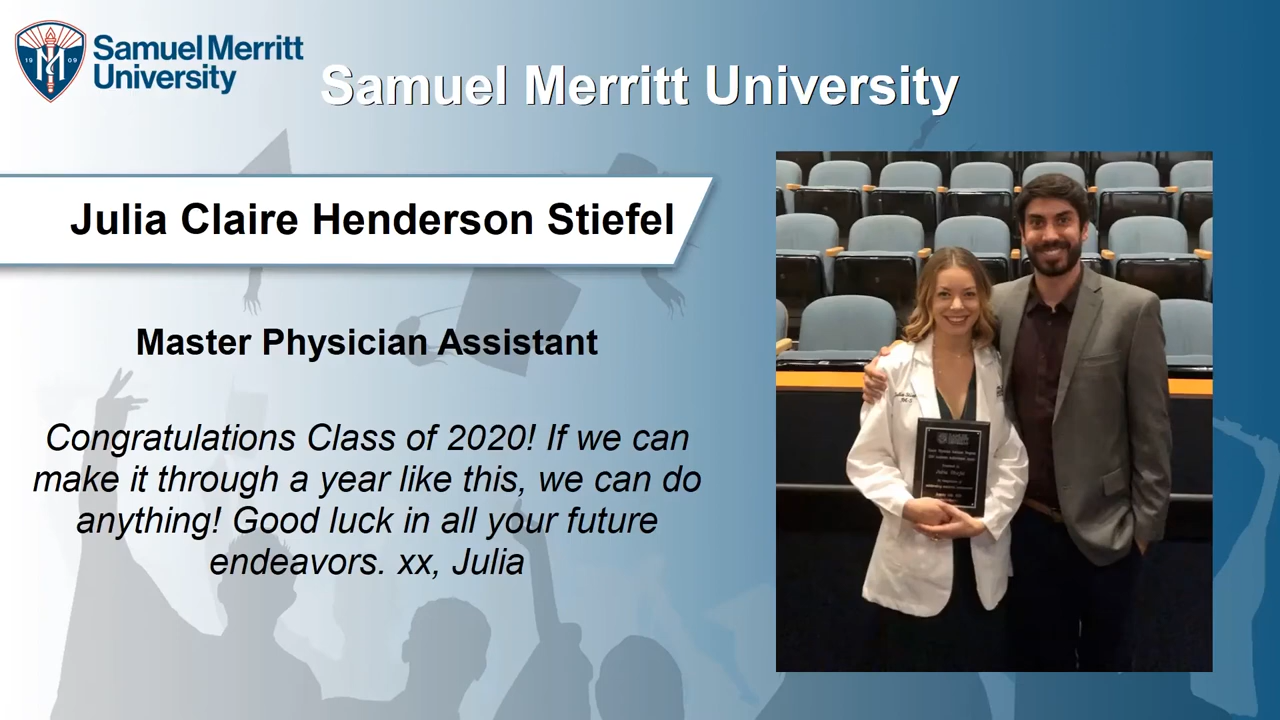 Samuel Merritt
University
19 09
Samuel Merritt University
Julia Claire Henderson Stiefel
Master Physician Assistant
Congratulations Class of 2020! If we can
make it through a year like this, we can do
anything! Good luck in all your future
endeavors. xx, Julia